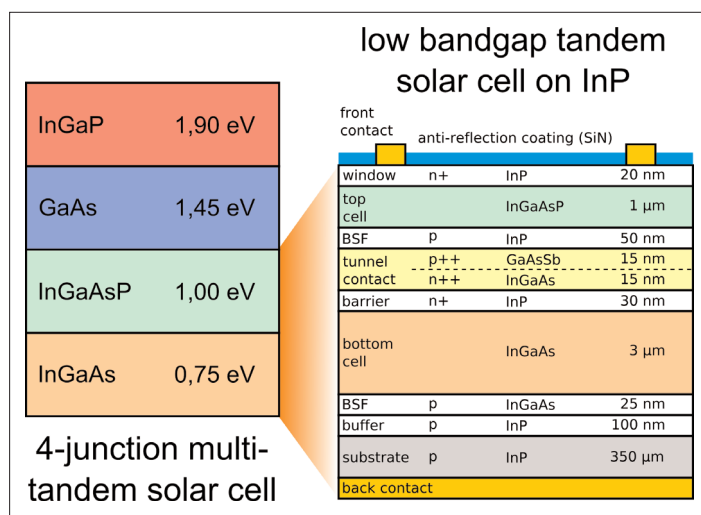 low bandgap tandem
solar cell on InP
InGaP 1,90 eV
GaAs 1,45 eV
InGaAsP 1,00 eV
InGaAs 0,75 eV
4-junction multi-
tandem solar cell
front
contact
anti-reflection coating (SiN)
window n+ InP 20 nm
top
cell InGaAsP 1 μm
BSF p InP 50 nm
tunnel p++ GaAsSb 15 nm
contact n++ InGaAs 15 nm
barrier n+ InP 30 nm
bottom
cell InGaAs 3 μm
BSF p InGaAs 25 nm
buffer p InP 100 nm
substrate p InP 350 μm
back contact